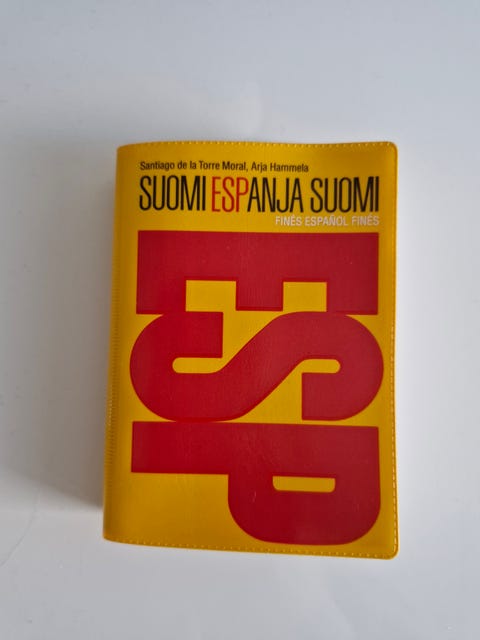 Santiago de la Torre Moral, Arja Hammela
SUOMI ESPANJA SUOMI
FINÉS ESPAÑOL FINÉS
ESP